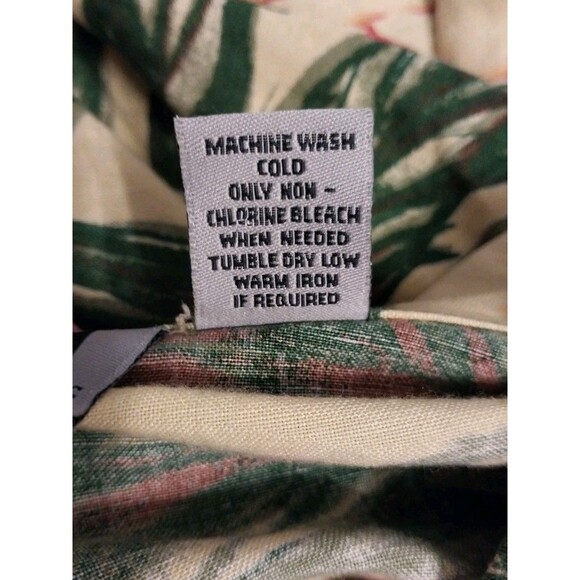 MACHINE WASH
COLD
ONLY NON -
CHLORINE BLEACH
WHEN NEEDED
TUMBLE DRY LOW
WARM IRON
IF REQUIRED